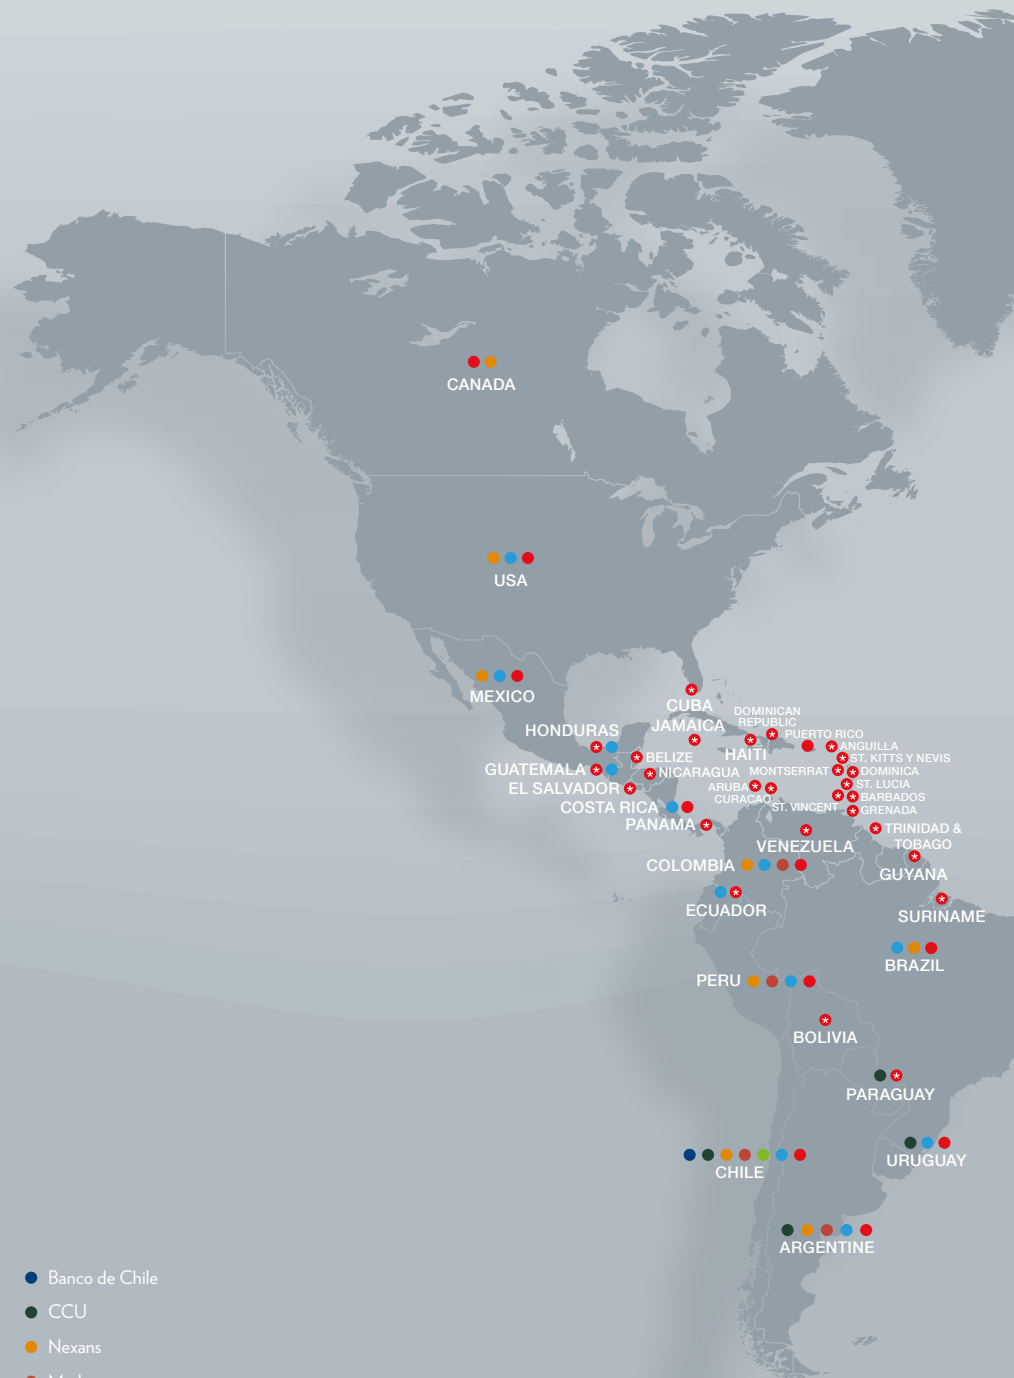 CANADA
USA
MEXICO
CUBA
DOMINICAN
REPUBLIC
HONDURAS
JAMAICA
PUERTO RICO
HAITI
ANGUILLA
BELIZE
ST. KITTS Y NEVIS
GUATEMALA
NICARAGUA
MONTSERRAT
DOMINICA
EL SALVADOR
ARUBA
ST. LUCIA
CURACAO
BARBADOS
COSTA RICA
ST. VINCENT
GRENADA
PANAMA
TRINIDAD &
TOBAGO
VENEZUELA
COLOMBIA
GUYANA
ECUADOR
SURINAME
BRAZIL
PERU
BOLIVIA
PARAGUAY
URUGUAY
CHILE
ARGENTINE
Banco de Chile
CCU
Nexans